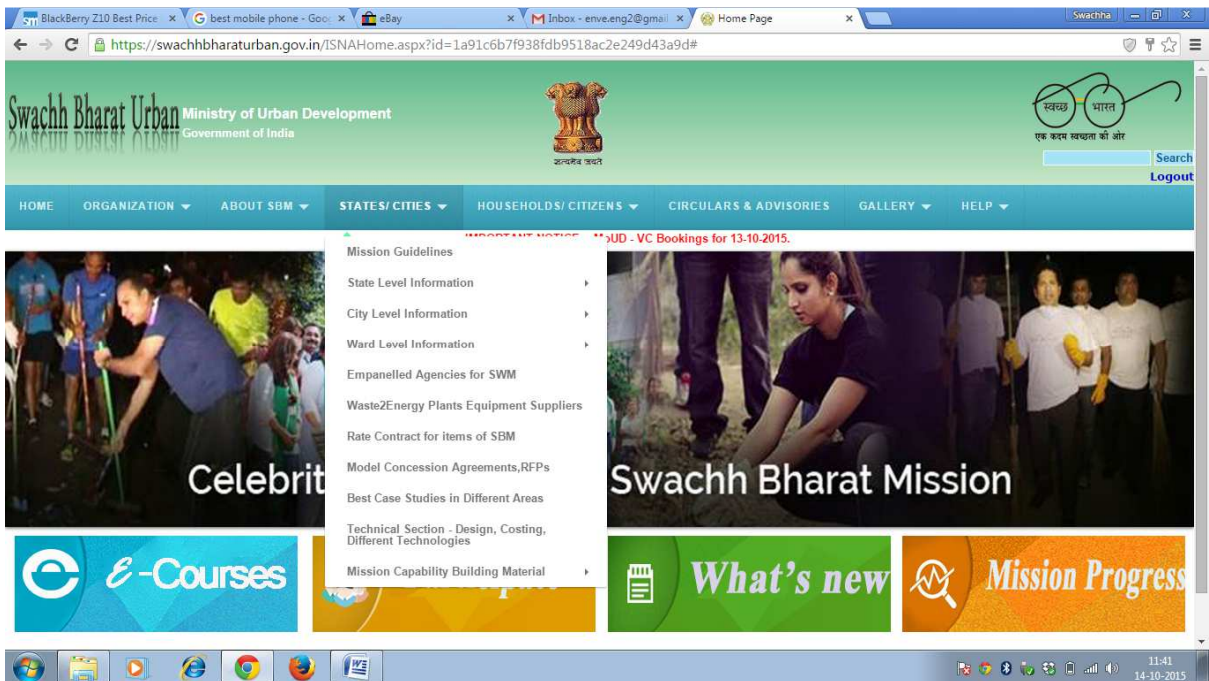 BlackBerry Z10 Best Price
best mobile phone - Goo
eBay
Inbox - enve.eng2@gmail
Home Page
Swachha
https://swachhbharaturban.gov.in/ISNAHome.aspx?id=1a91c6b7f938fdb9518ac2e249d43a9d#
Swachh Bharat Urban
Ministry of Urban Development
Government of India
सत्यमेव जयते
स्वच्छ भारत
एक कदम स्वच्छता की ओर
Search
Logout
HOME ORGANIZATION ABOUT SBM STATES/ CITIES HOUSEHOLDS/ CITIZENS CIRCULARS & ADVISORIES GALLERY HELP
IMPORTANT NOTICE MoUD - VC Bookings for 13-10-2015.
Mission Guidelines
State Level Information
City Level Information
Ward Level Information
Empanelled Agencies for SWM
Waste2Energy Plants Equipment Suppliers
Rate Contract for items of SBM
Model Concession Agreements,RFPs
Best Case Studies in Different Areas
Technical Section - Design, Costing,
Different Technologies
Mission Capability Building Material
Celebrit Swachh Bharat Mission
e-Courses
What's new
Mission Progress
11:41
14-10-2015